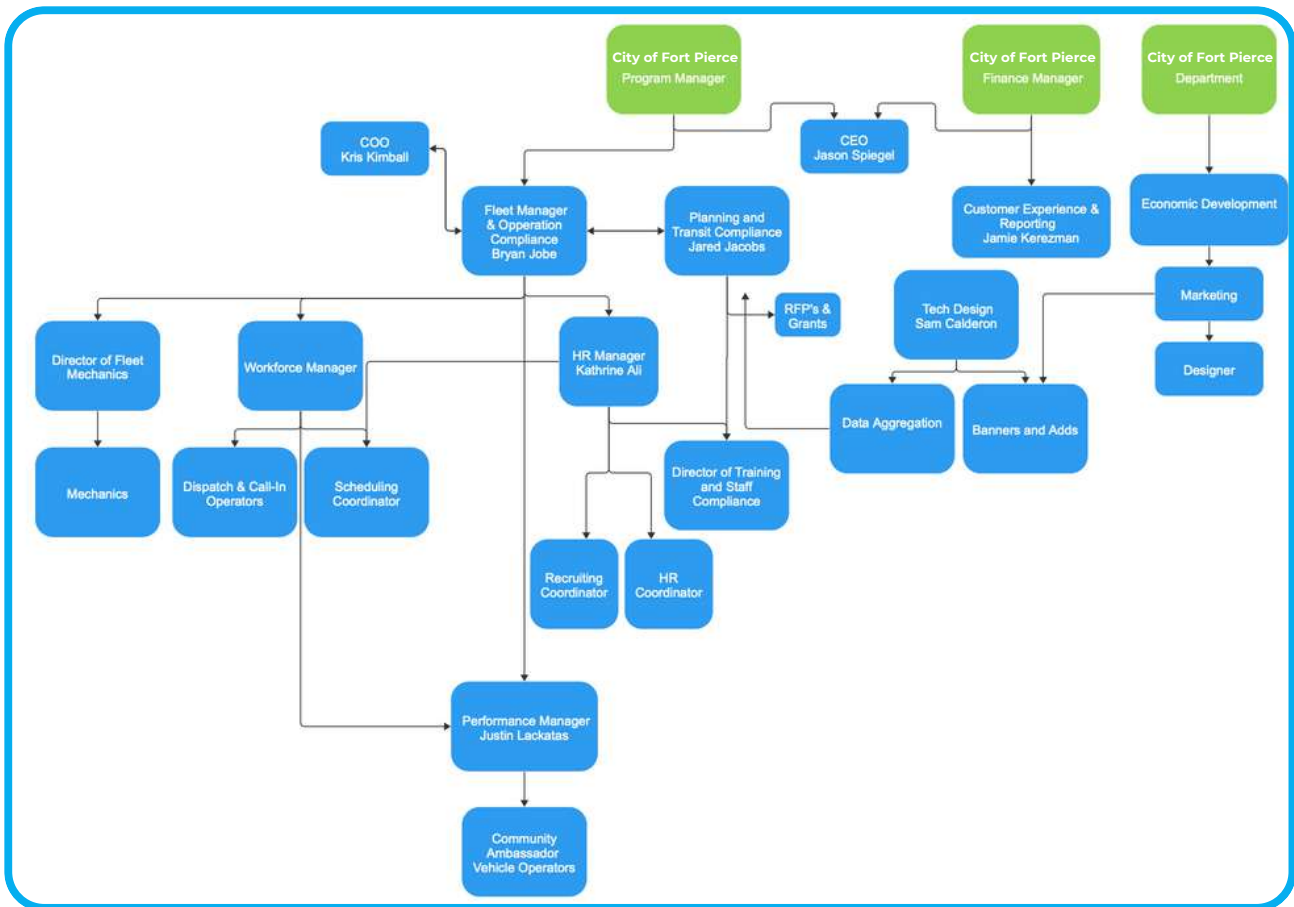 City of Fort Pierce
Program Manager
City of Fort Pierce
Finance Manager
City of Fort Pierce
Department
COO
Kris Kimball
CEO
Jason Spiegel
Fleet Manager
& Opperation
Compliance
Bryan Jobe
Planning and
Transit Compliance
Jared Jacobs
Customer Experience &
Reporting
Jamie Kerezman
Economic Development
RFP's &
Grants
Tech Design
Sam Calderon
Marketing
Director of Fleet
Mechanics
Workforce Manager
HR Manager
Kathrine Ali
Designer
Data Aggregation
Banners and Adds
Mechanics
Dispatch & Call-In
Operators
Scheduling
Coordinator
Director of Training
and Staff
Compliance
Recruiting
Coordinator
HR
Coordinator
Performance Manager
Justin Lackatas
Community
Ambassador
Vehicle Operators